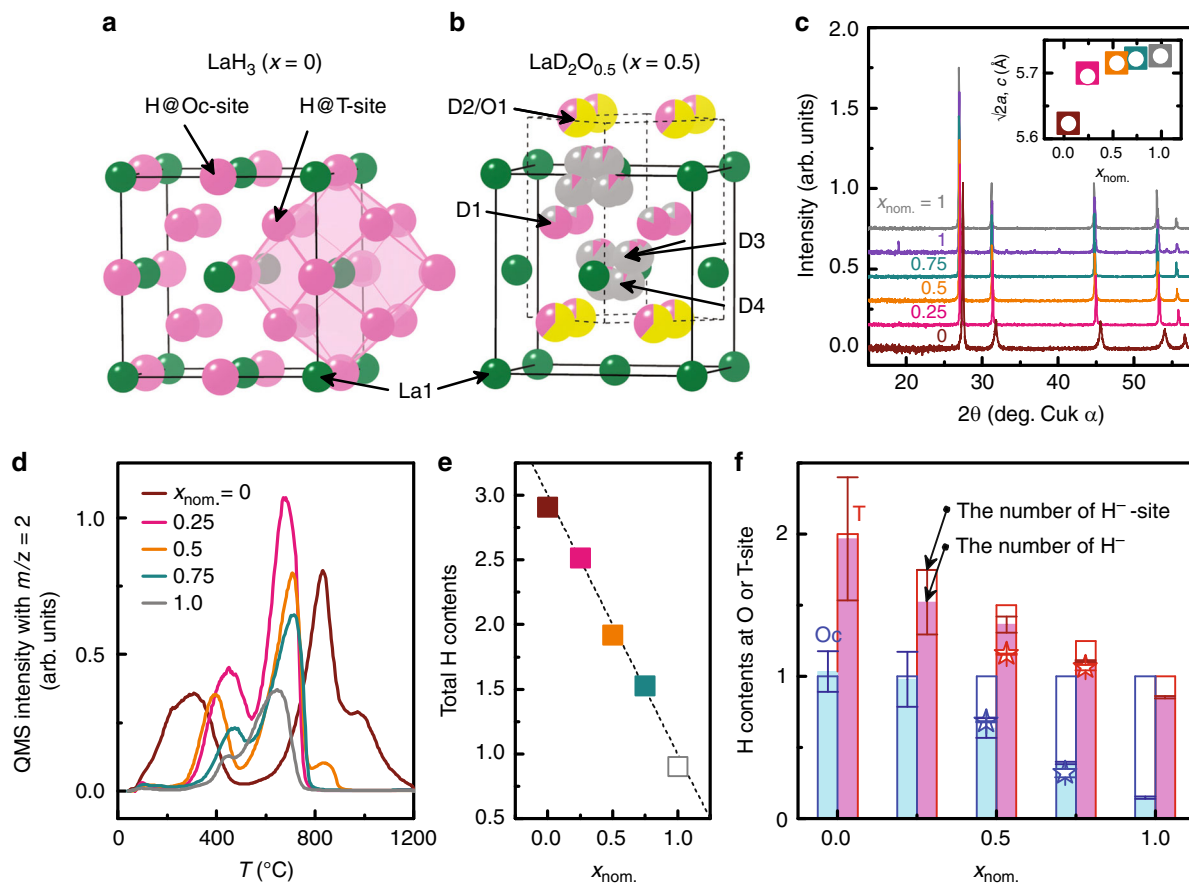 a
LaH3 (x = 0)
H@Oc-site
H@T-site
La1
b
LaD2O0.5 (x = 0.5)
D2/O1
D1
D3
D4
c
2.0
1.5
1.0
0.5
0.0
Intensity (arb. units)
xnom. = 1
1
0.75
0.5
0.25
0
20
30
40
50
2θ (deg. Cuk α)
√2a, c (Å)
5.7
5.6
0.0
0.5
1.0
xnom.
d
QMS intensity with m/z = 2
(arb. units)
1.0
0.5
0.0
xnom. = 0
0.25
0.5
0.75
1.0
0
400
800
1200
T (°C)
e
Total H contents
3.0
2.5
2.0
1.5
1.0
0.5
0.0
0.5
1.0
xnom.
f
H contents at O or T-site
2
1
0
Oc
T
The number of H– -site
The number of H–
0.0
0.5
1.0
xnom.